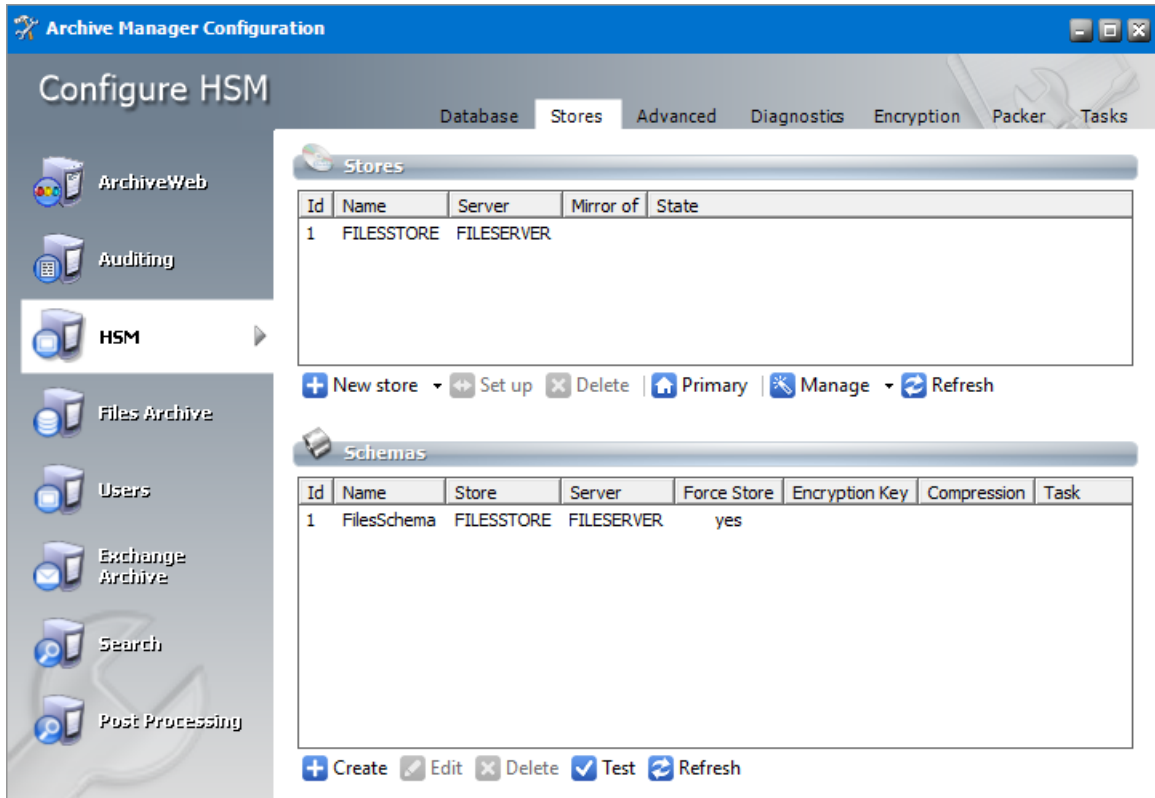 Archive Manager Configuration
Configure HSM
Database Stores Advanced Diagnostics Encryption Packer Tasks
ArchiveWeb
Auditing
HSM
Files Archive
Users
Exchange
Archive
Search
Post Processing
Stores
Id Name Server Mirror of State
1 FILESSTORE FILESERVER
New store Set up Delete Primary Manage Refresh
Schemas
Id Name Store Server Force Store Encryption Key Compression Task
1 FilesSchema FILESSTORE FILESERVER yes
Create Edit Delete Test Refresh